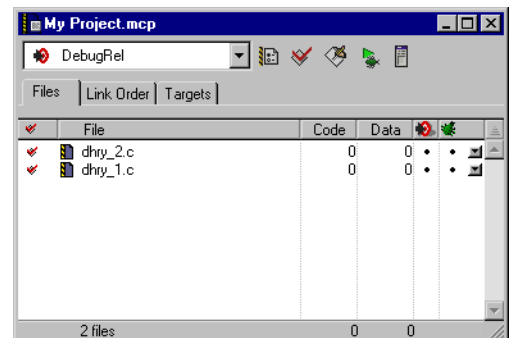 My Project.mcp
DebugRel
Files Link Order Targets
File Code Data
dhry_2.c 0 0
dhry_1.c 0 0
2 files 0 0